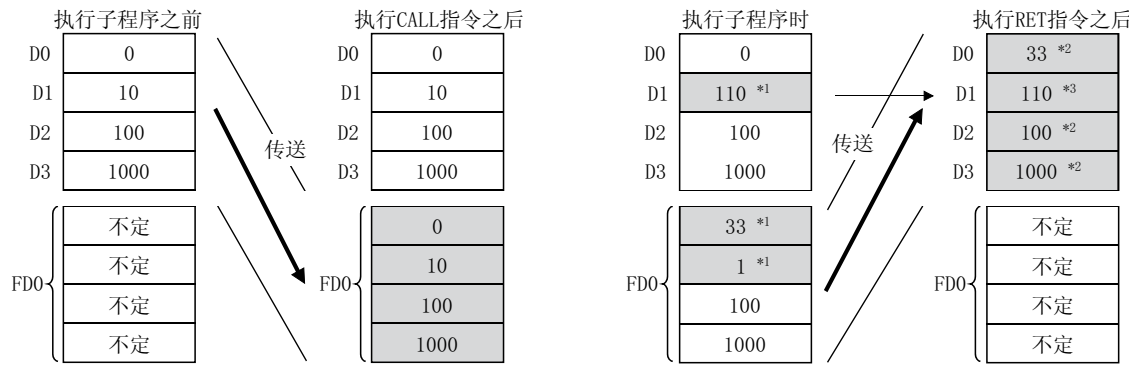 执行子程序之前 执行CALL指令之后 执行子程序时 执行RET指令之后
D0 0 D0 0 D0 0 D0 33 *2
D1 10 D1 10 D1 110 *1 D1 110 *3
D2 100 D2 100 D2 100 D2 100 *2
传送 传送
D3 1000 D3 1000 D3 1000 D3 1000 *2
不定 0 33 *1 不定
不定 10 1 *1 不定
FD0 FD0 FD0 FD0
不定 100 100 不定
不定 1000 1000 不定